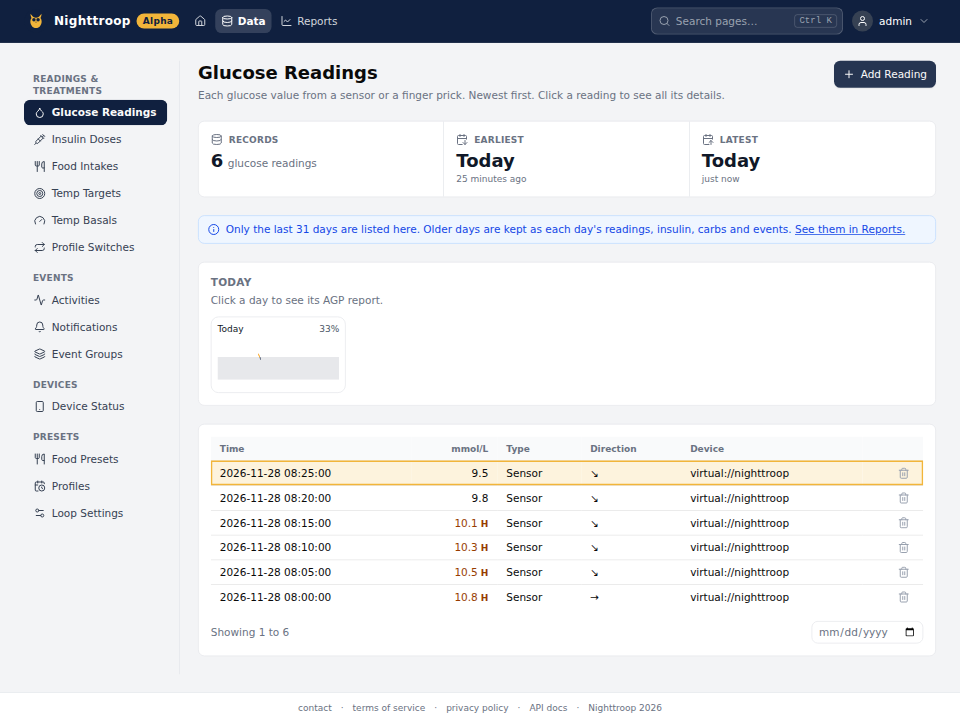 Nighttroop Alpha Data Reports Search pages... Ctrl K admin
READINGS & TREATMENTS
Glucose Readings
Insulin Doses
Food Intakes
Temp Targets
Temp Basals
Profile Switches
EVENTS
Activities
Notifications
Event Groups
DEVICES
Device Status
PRESETS
Food Presets
Profiles
Loop Settings
Glucose Readings
Add Reading
Each glucose value from a sensor or a finger prick. Newest first. Click a reading to see all its details.
RECORDS
6 glucose readings
EARLIEST
Today
25 minutes ago
LATEST
Today
just now
Only the last 31 days are listed here. Older days are kept as each day's readings, insulin, carbs and events. See them in Reports.
TODAY
Click a day to see its AGP report.
Today 33%
Time mmol/L Type Direction Device
2026-11-28 08:25:00 9.5 Sensor ↘ virtual://nighttroop
2026-11-28 08:20:00 9.8 Sensor ↘ virtual://nighttroop
2026-11-28 08:15:00 10.1 H Sensor ↘ virtual://nighttroop
2026-11-28 08:10:00 10.3 H Sensor ↘ virtual://nighttroop
2026-11-28 08:05:00 10.5 H Sensor ↘ virtual://nighttroop
2026-11-28 08:00:00 10.8 H Sensor → virtual://nighttroop
Showing 1 to 6
mm/dd/yyyy
contact · terms of service · privacy policy · API docs · Nighttroop 2026